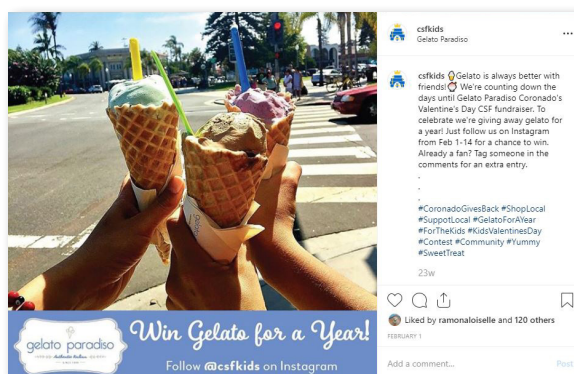 csfkids
Gelato Paradiso
csfkids Gelato is always better with
friends! We're counting down the
days until Gelato Paradiso Coronado's
Valentine's Day CSF fundraiser. To
celebrate we're giving away gelato for
a year! Just follow us on Instagram
from Feb 1-14 for a chance to win.
Already a fan? Tag someone in the
comments for an extra entry.
.
.
.
#CoronadoGivesBack #ShopLocal
#SuppotLocal #GelatoForAYear
#ForTheKids #KidsValentinesDay
#Contest #Community #Yummy
#SweetTreat
23w
Liked by ramonaloiselle and 120 others
FEBRUARY 1
Add a comment...
Post
gelato paradiso
Authentic Italian
Win Gelato for a Year!
Follow @csfkids on Instagram